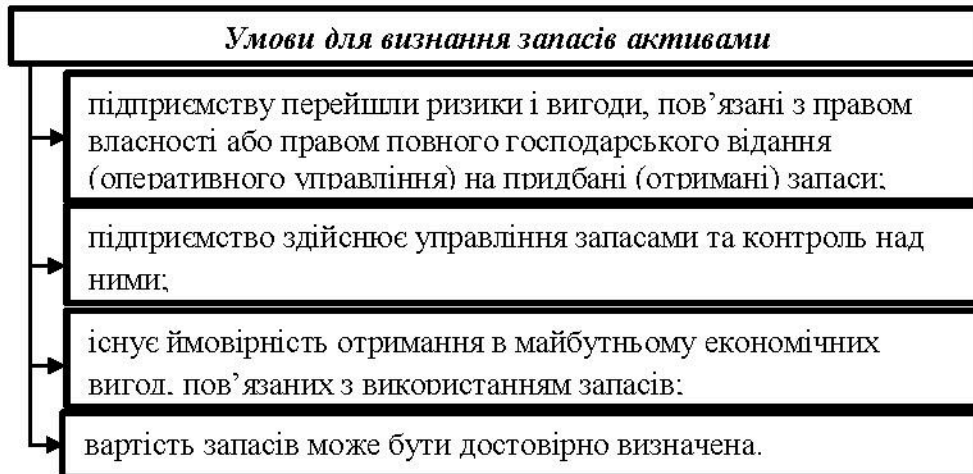 Умови для визнання запасів активами
підприємству перейшли ризики і вигоди, пов’язані з правом
власності або правом повного господарського відання
(оперативного управління) на придбані (отримані) запаси;
підприємство здійснює управління запасами та контроль над
ними;
існує ймовірність отримання в майбутньому економічних
вигод, пов’язаних з використанням запасів;
вартість запасів може бути достовірно визначена.